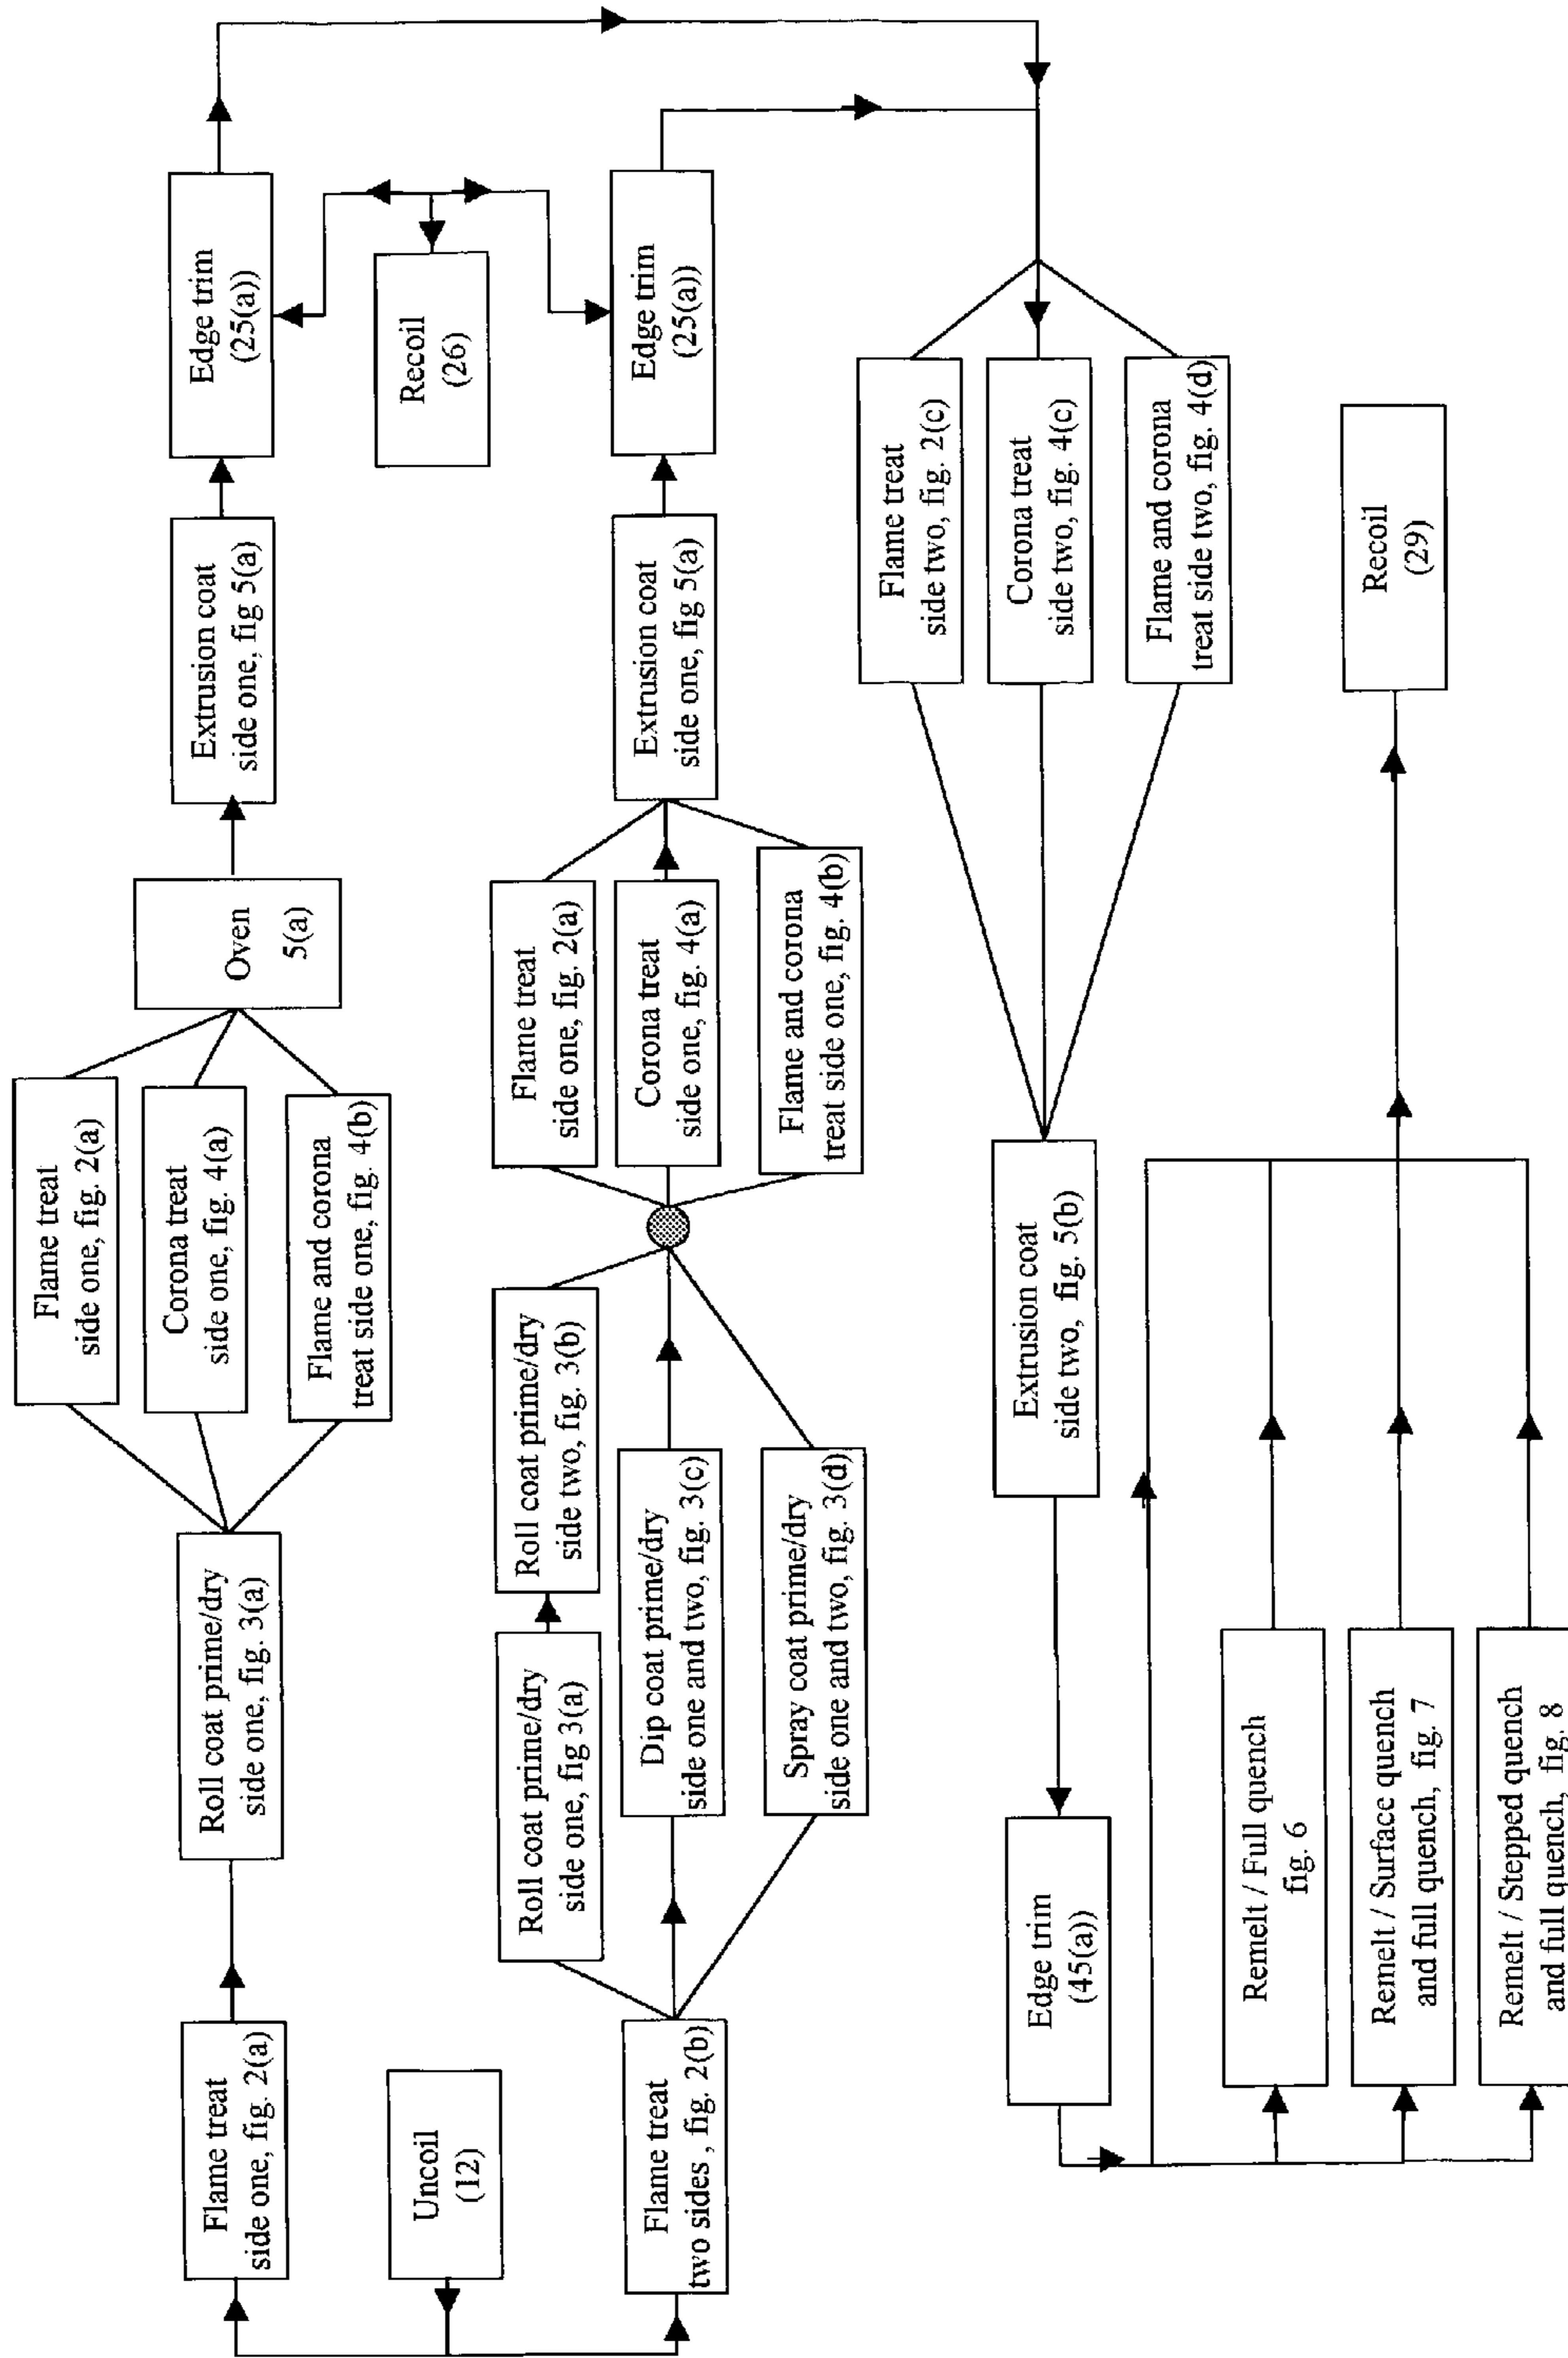 Flame treat
side one, fig. 2(a)
Roll coat prime/dry
side one, fig. 3(a)
Flame treat
side one, fig. 2(a)
Corona treat
side one, fig. 4(a)
Flame and corona
treat side one, fig. 4(b)
Oven
5(a)
Extrusion coat
side one, fig 5(a)
Edge trim
(25(a))
Uncoil
(12)
Recoil
(26)
Flame treat
two sides , fig. 2(b)
Roll coat prime/dry
side one, fig 3(a)
Roll coat prime/dry
side two, fig. 3(b)
Dip coat prime/dry
side one and two, fig. 3(c)
Spray coat prime/dry
side one and two, fig. 3(d)
Flame treat
side one, fig. 2(a)
Corona treat
side one, fig. 4(a)
Flame and corona
treat side one, fig. 4(b)
Extrusion coat
side one, fig 5(a)
Edge trim
(25(a))
Flame treat
side two, fig. 2(c)
Corona treat
side two, fig. 4(c)
Flame and corona
treat side two, fig. 4(d)
Extrusion coat
side two, fig. 5(b)
Edge trim
(45(a))
Remelt / Full quench
fig. 6
Remelt / Surface quench
and full quench, fig. 7
Remelt / Stepped quench
and full quench, fig. 8
Recoil
(29)